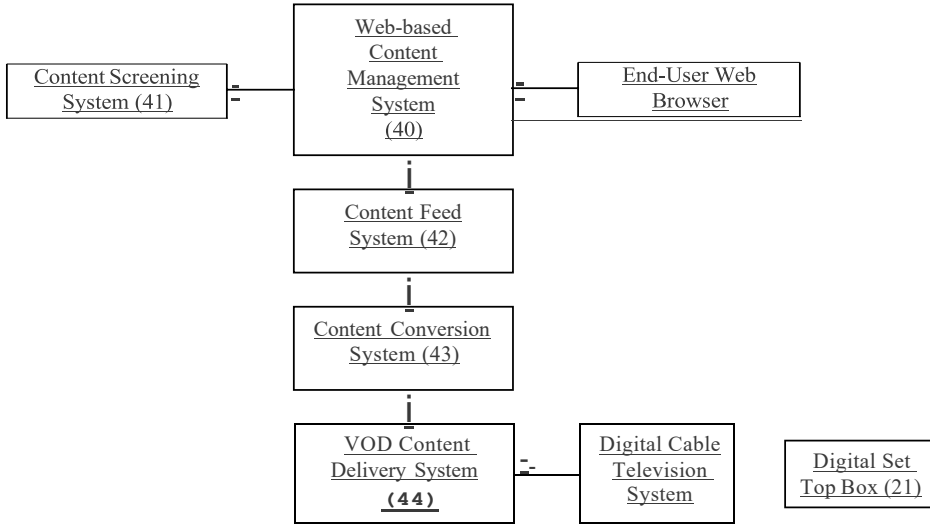 Web-based
Content
Management
System
(40)
Content Screening
System (41)
End-User Web
Browser
Content Feed
System (42)
Content Conversion
System (43)
VOD Content
Delivery System
(44)
Digital Cable
Television
System
Digital Set
Top Box (21)